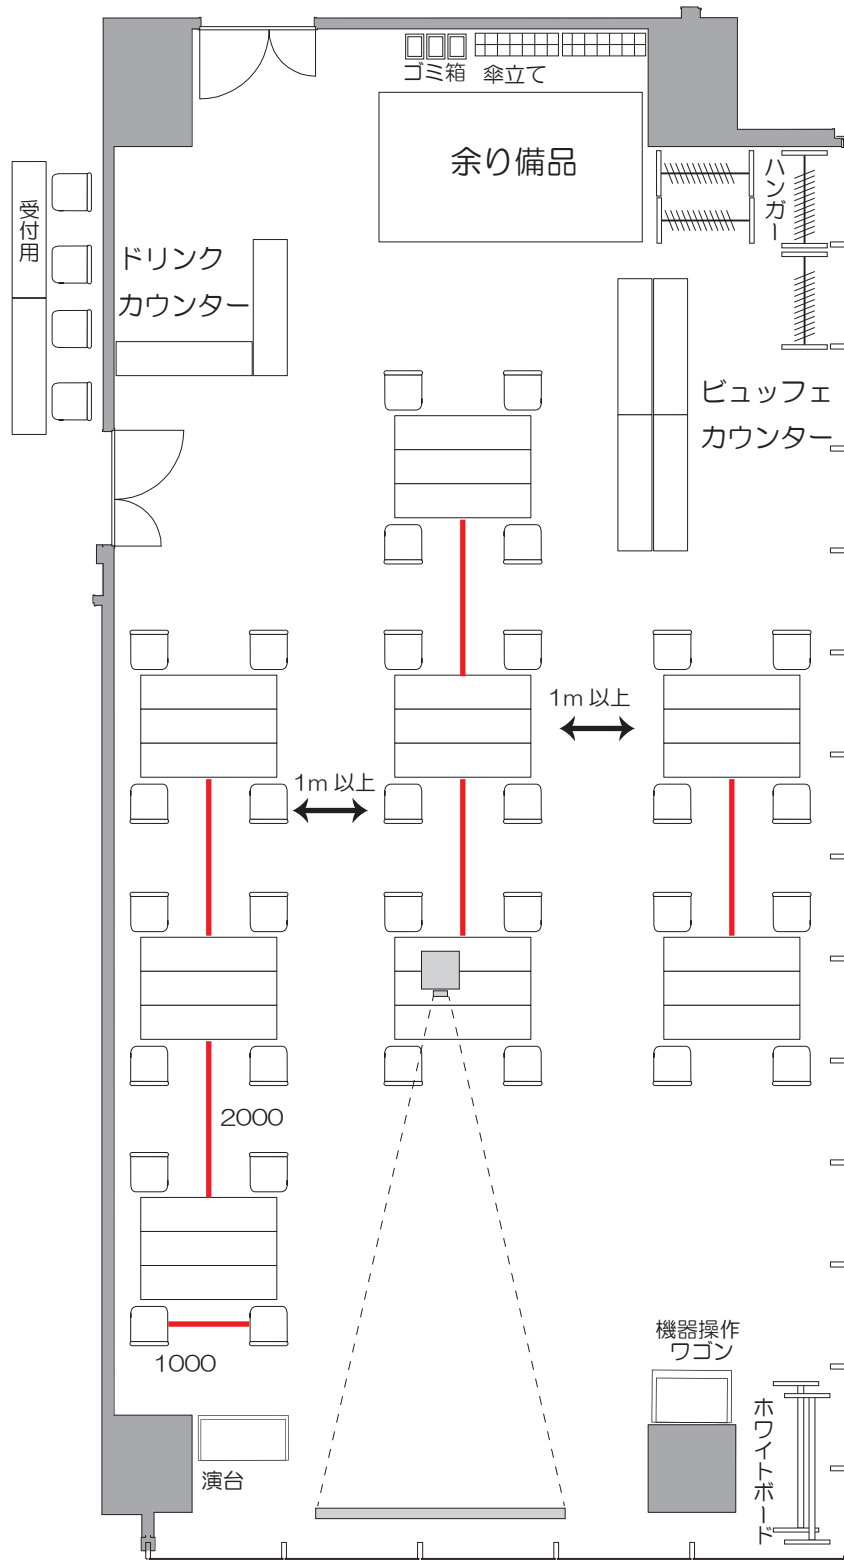 ゴミ箱
傘立て
余り備品
ハンガー
受付用
ドリンク
カウンター
ビュッフェ
カウンター
1m 以上
1m 以上
2000
1000
機器操作
ワゴン
ホワイトボード
演台